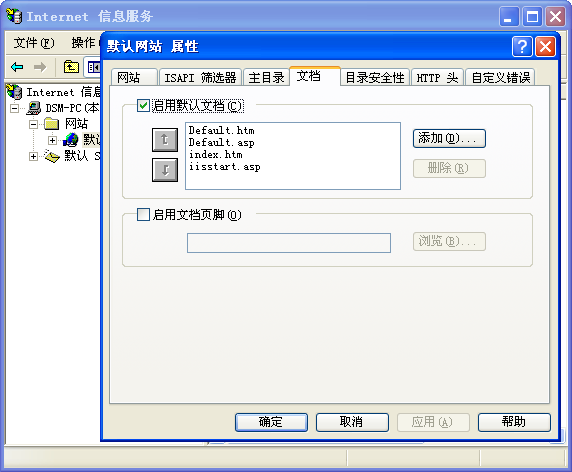 Internet 信息服务
文件(F) 操作(
默认网站 属性
网站 ISAPI 筛选器 主目录 文档 目录安全性 HTTP 头 自定义错误
Internet 信息
DSM-PC(本
网站
默
默认 S
启用默认文档(C)
Default.htm
Default.asp
index.htm
iisstart.asp
添加(D)...
删除(R)
启用文档页脚(O)
浏览(B)...
确定 取消 应用(A) 帮助